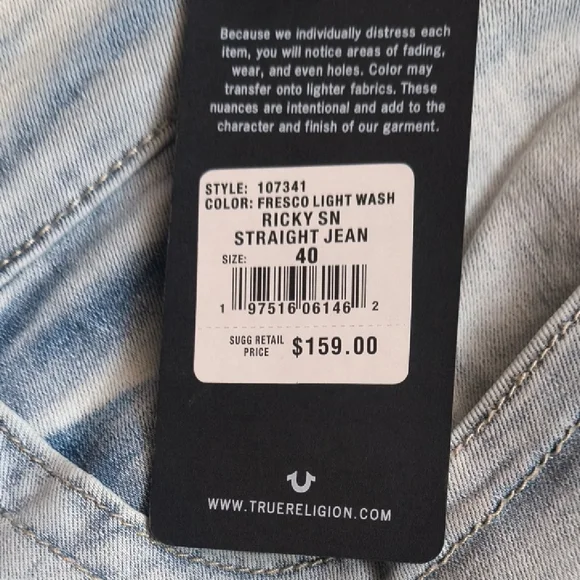 Because we individually distress each
item, you will notice areas of fading,
wear, and even holes. Color may
transfer onto lighter fabrics. These
nuances are intentional and add to the
character and finish of our garment.
STYLE: 107341
COLOR: FRESCO LIGHT WASH
RICKY SN
STRAIGHT JEAN
SIZE: 40
1 97516 06146 2
SUGG RETAIL
PRICE $159.00
WWW.TRUERELIGION.COM